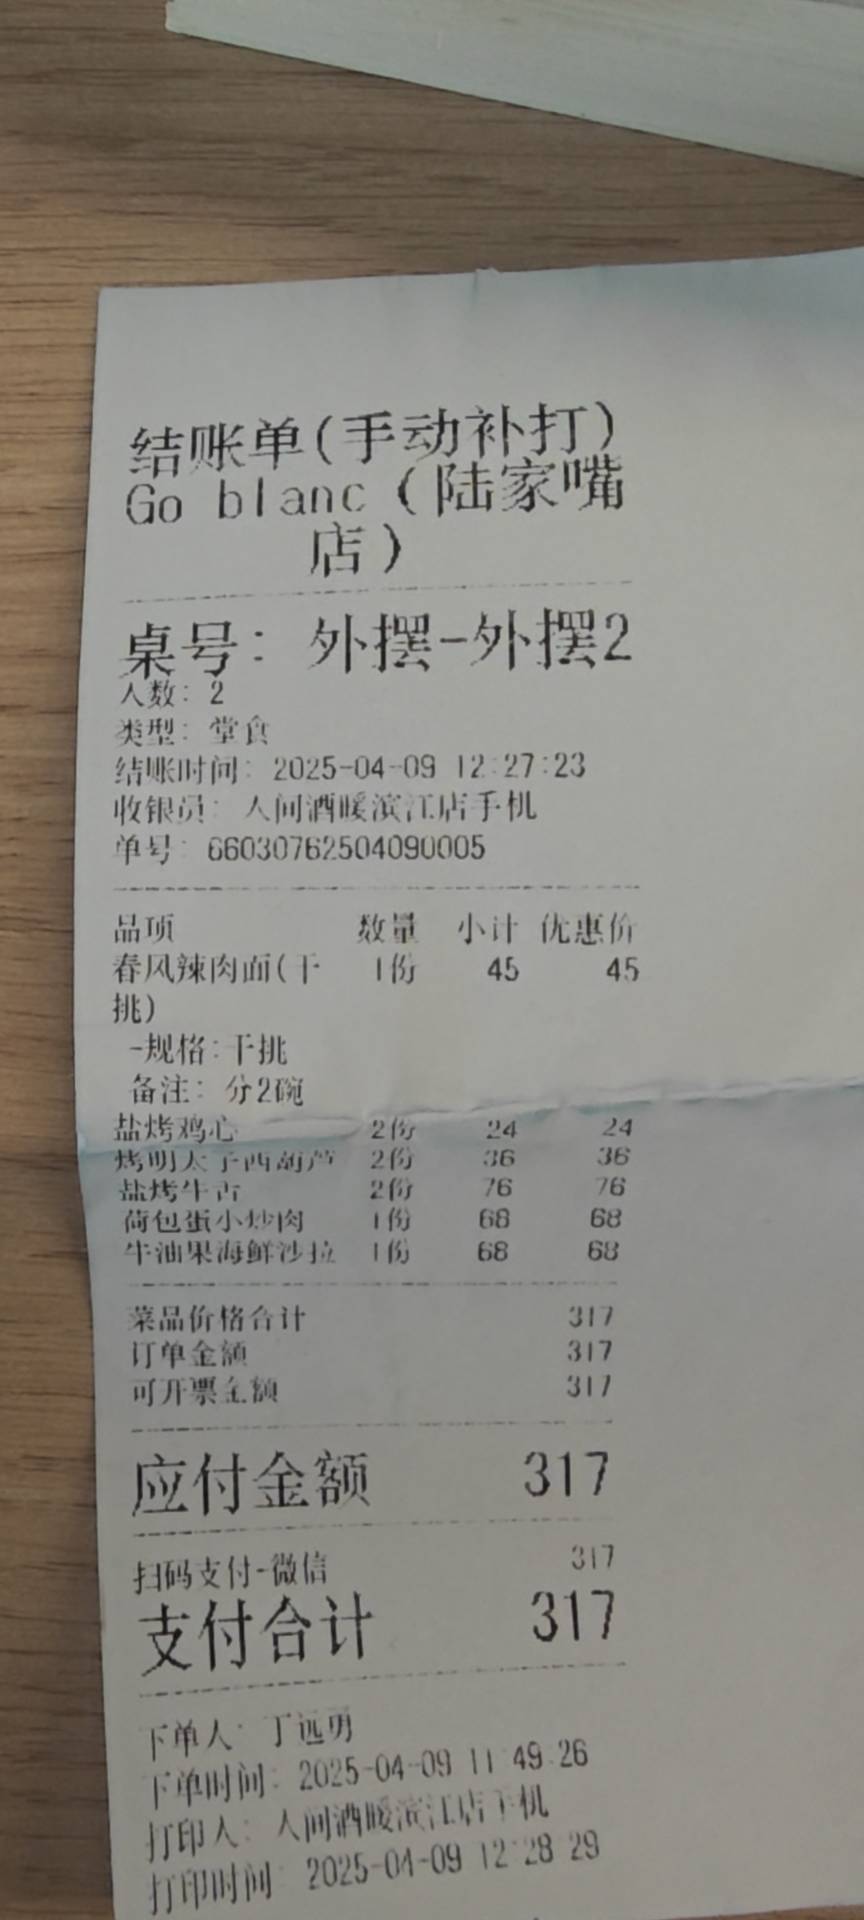 结账单(手动补打)
Go blanc（陆家嘴
店）
桌号: 外摆-外摆2
人数: 2
类型: 堂食
结账时间: 2025-04-09 12:27:23
收银员: 人间酒暖滨江店手机
单号: 66030762504090005
品项 数量 小计 优惠价
春风辣肉面(干 1份 45 45
挑)
-规格:干挑
备注: 分2碗
盐烤鸡心 2份 24 24
烤明太子西葫芦 2份 36 36
盐烤牛舌 2份 76 76
荷包蛋小炒肉 1份 68 68
牛油果海鲜沙拉 1份 68 68
菜品价格合计 317
订单金额 317
可开票金额 317
应付金额 317
扫码支付-微信 317
支付合计 317
下单人: 丁远勇
下单时间: 2025-04-09 11:49:26
打印人: 人间酒暖滨江店手机
打印时间: 2025-04-09 12:28:29